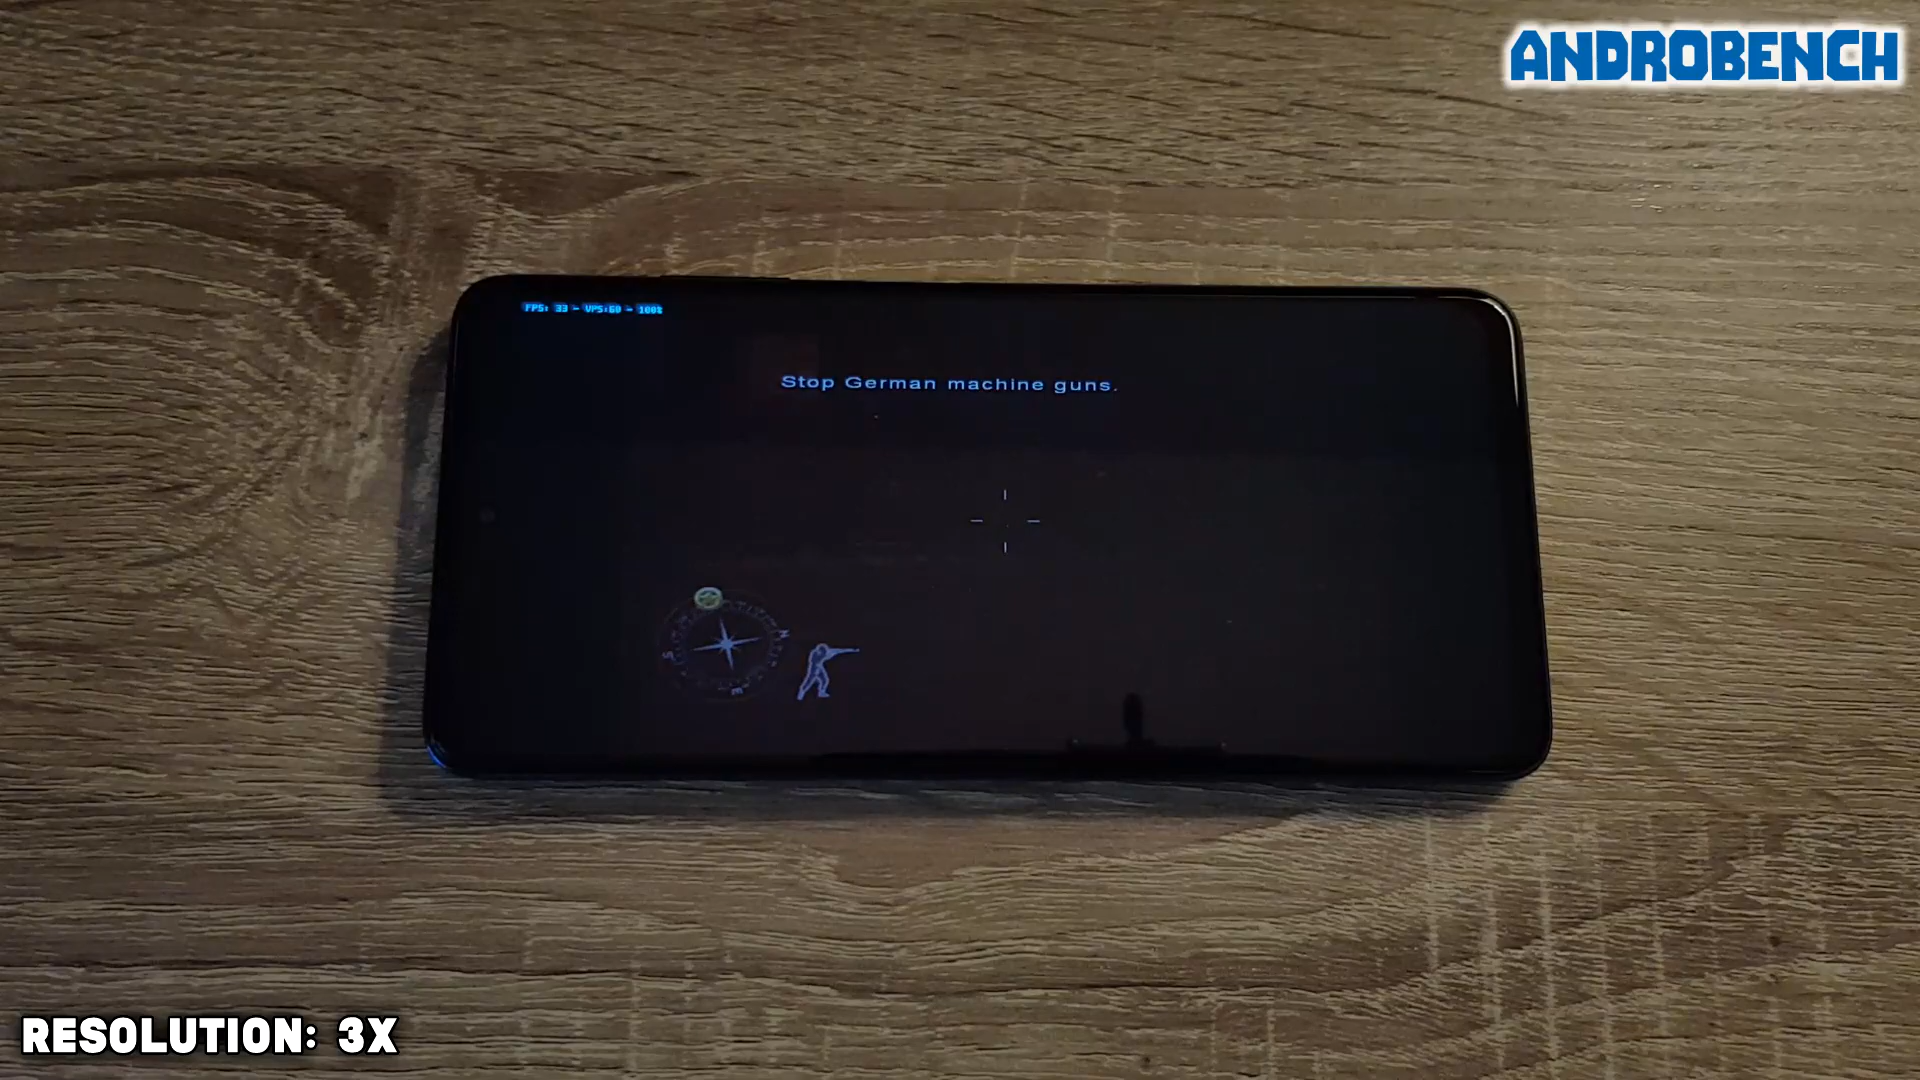 ANDROBENCH
FPS: 33 - VPS:60 - 100%
Stop German machine guns.
N
S
E
RESOLUTION: 3X